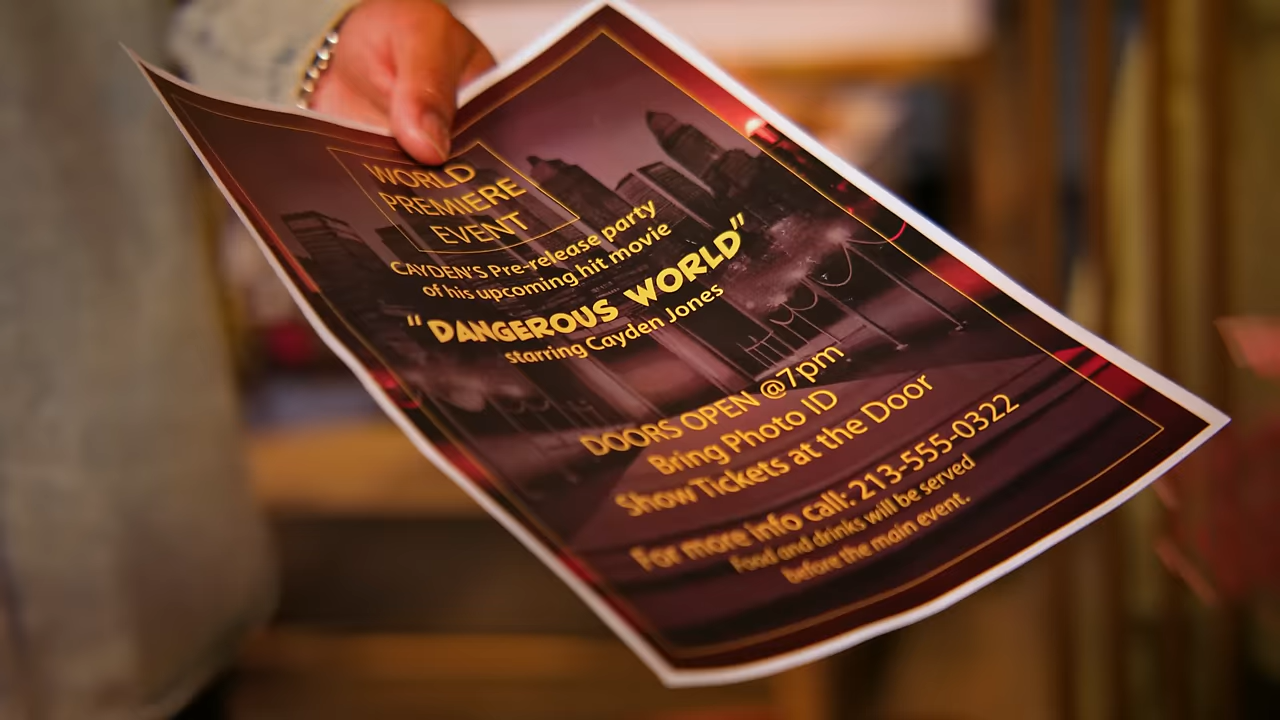 WORLD
PREMIERE
EVENT
CAYDEN'S Pre-release party
of his upcoming hit movie
"DANGEROUS WORLD"
starring Cayden Jones
DOORS OPEN @7pm
Bring Photo ID
Show Tickets at the Door
For more info call: 213-555-0322
Food and drinks will be served
before the main event.